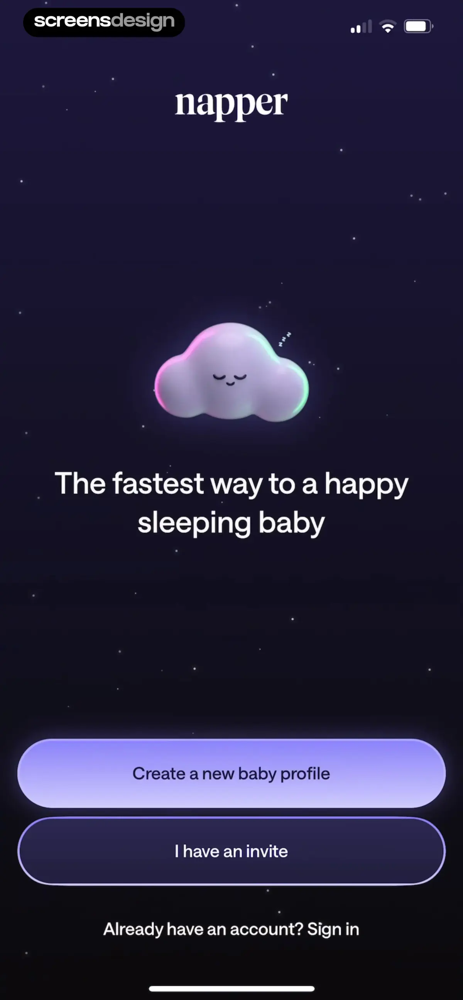 screensdesign
napper
z z z
The fastest way to a happy
sleeping baby
Create a new baby profile
I have an invite
Already have an account? Sign in